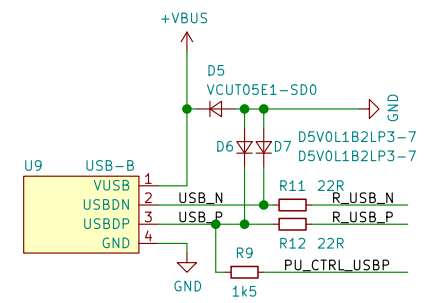 +VBUS
D5
VCUT05E1-SD0
GND
D6
D7
D5V0L1B2LP3-7
D5V0L1B2LP3-7
U9
USB-B
VUSB 1
USBDN 2
USBDP 3
GND 4
USB_N
R11 22R
R_USB_N
USB_P
R_USB_P
R12 22R
R9
PU_CTRL_USBP
GND
1k5